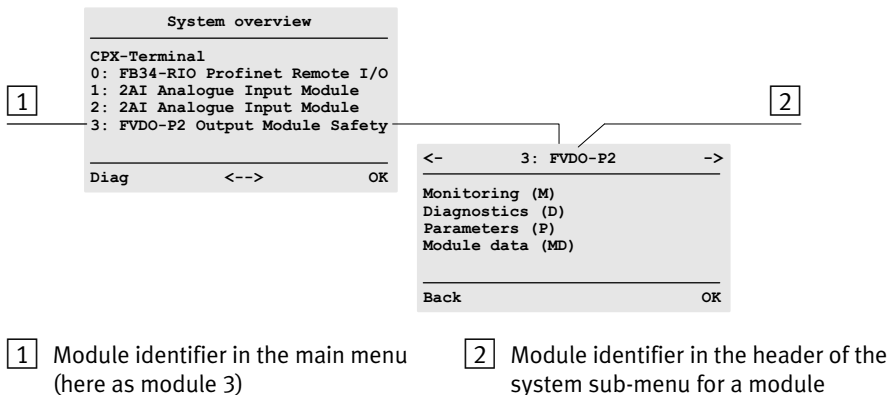 System overview
CPX-Terminal
0: FB34-RIO Profinet Remote I/O
1: 2AI Analogue Input Module
2: 2AI Analogue Input Module
3: FVDO-P2 Output Module Safety
Diag <--> OK
1
2
<- 3: FVDO-P2 ->
Monitoring (M)
Diagnostics (D)
Parameters (P)
Module data (MD)
Back OK
1 Module identifier in the main menu
(here as module 3)
2 Module identifier in the header of the
system sub-menu for a module